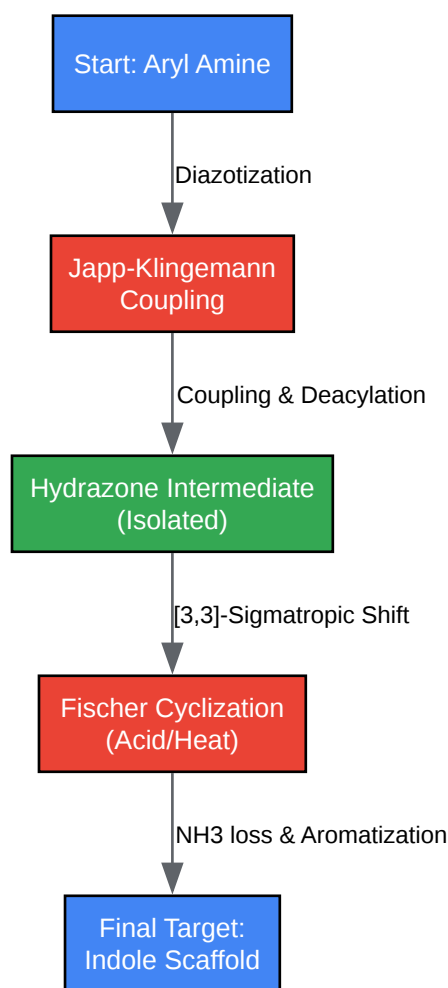 Start: Aryl Amine
Diazotization
Japp-Klingemann
Coupling
Coupling & Deacylation
Hydrazone Intermediate
(Isolated)
[3,3]-Sigmatropic Shift
Fischer Cyclization
(Acid/Heat)
NH3 loss & Aromatization
Final Target:
Indole Scaffold